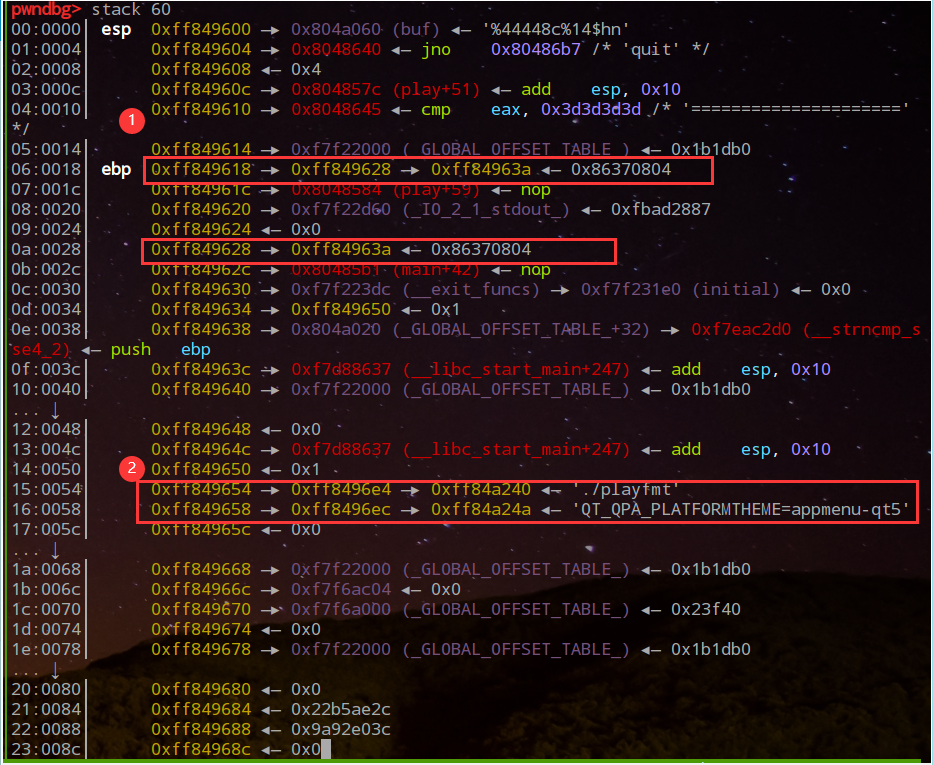 pwndbg> stack 60
00:0000│ esp 0xff849600 —▸ 0x804a060 (buf) ◂— '%44448c%14$hn'
01:0004│ 0xff849604 —▸ 0x8048640 ◂— jno 0x80486b7 /* 'quit' */
02:0008│ 0xff849608 ◂— 0x4
03:000c│ 0xff84960c —▸ 0x804857c (play+51) ◂— add esp, 0x10
04:0010│ 0xff849610 —▸ 0x8048645 ◂— cmp eax, 0x3d3d3d3d /* '=====================' 
*/
1
05:0014│ 0xff849614 —▸ 0xf7f22000 (_GLOBAL_OFFSET_TABLE_) ◂— 0x1b1db0
06:0018│ ebp 0xff849618 —▸ 0xff849628 —▸ 0xff84963a ◂— 0x86370804
07:001c│ 0xff84961c —▸ 0x8048584 (play+59) ◂— nop
08:0020│ 0xff849620 —▸ 0xf7f22d60 (_IO_2_1_stdout_) ◂— 0xfbad2887
09:0024│ 0xff849624 ◂— 0x0
0a:0028│ 0xff849628 —▸ 0xff84963a ◂— 0x86370804
0b:002c│ 0xff84962c —▸ 0x80485b1 (main+42) ◂— nop
0c:0030│ 0xff849630 —▸ 0xf7f223dc (__exit_funcs) —▸ 0xf7f231e0 (initial) ◂— 0x0
0d:0034│ 0xff849634 —▸ 0xff849650 ◂— 0x1
0e:0038│ 0xff849638 —▸ 0x804a020 (_GLOBAL_OFFSET_TABLE_+32) —▸ 0xf7eac2d0 (__strncmp_s
se4_2) ◂— push ebp
0f:003c│ 0xff84963c —▸ 0xf7d88637 (__libc_start_main+247) ◂— add esp, 0x10
10:0040│ 0xff849640 —▸ 0xf7f22000 (_GLOBAL_OFFSET_TABLE_) ◂— 0x1b1db0
... ↓
12:0048│ 0xff849648 ◂— 0x0
13:004c│ 0xff84964c —▸ 0xf7d88637 (__libc_start_main+247) ◂— add esp, 0x10
2
14:0050│ 0xff849650 ◂— 0x1
15:0054│ 0xff849654 —▸ 0xff8496e4 —▸ 0xff84a240 ◂— './playfmt'
16:0058│ 0xff849658 —▸ 0xff8496ec —▸ 0xff84a24a ◂— 'QT_QPA_PLATFORMTHEME=appmenu-qt5'
17:005c│ 0xff84965c ◂— 0x0
... ↓
1a:0068│ 0xff849668 —▸ 0xf7f22000 (_GLOBAL_OFFSET_TABLE_) ◂— 0x1b1db0
1b:006c│ 0xff84966c —▸ 0xf7f6ac04 ◂— 0x0
1c:0070│ 0xff849670 —▸ 0xf7f6a000 (_GLOBAL_OFFSET_TABLE_) ◂— 0x23f40
1d:0074│ 0xff849674 ◂— 0x0
1e:0078│ 0xff849678 —▸ 0xf7f22000 (_GLOBAL_OFFSET_TABLE_) ◂— 0x1b1db0
... ↓
20:0080│ 0xff849680 ◂— 0x0
21:0084│ 0xff849684 ◂— 0x22b5ae2c
22:0088│ 0xff849688 ◂— 0x9a92e03c
23:008c│ 0xff84968c ◂— 0x0